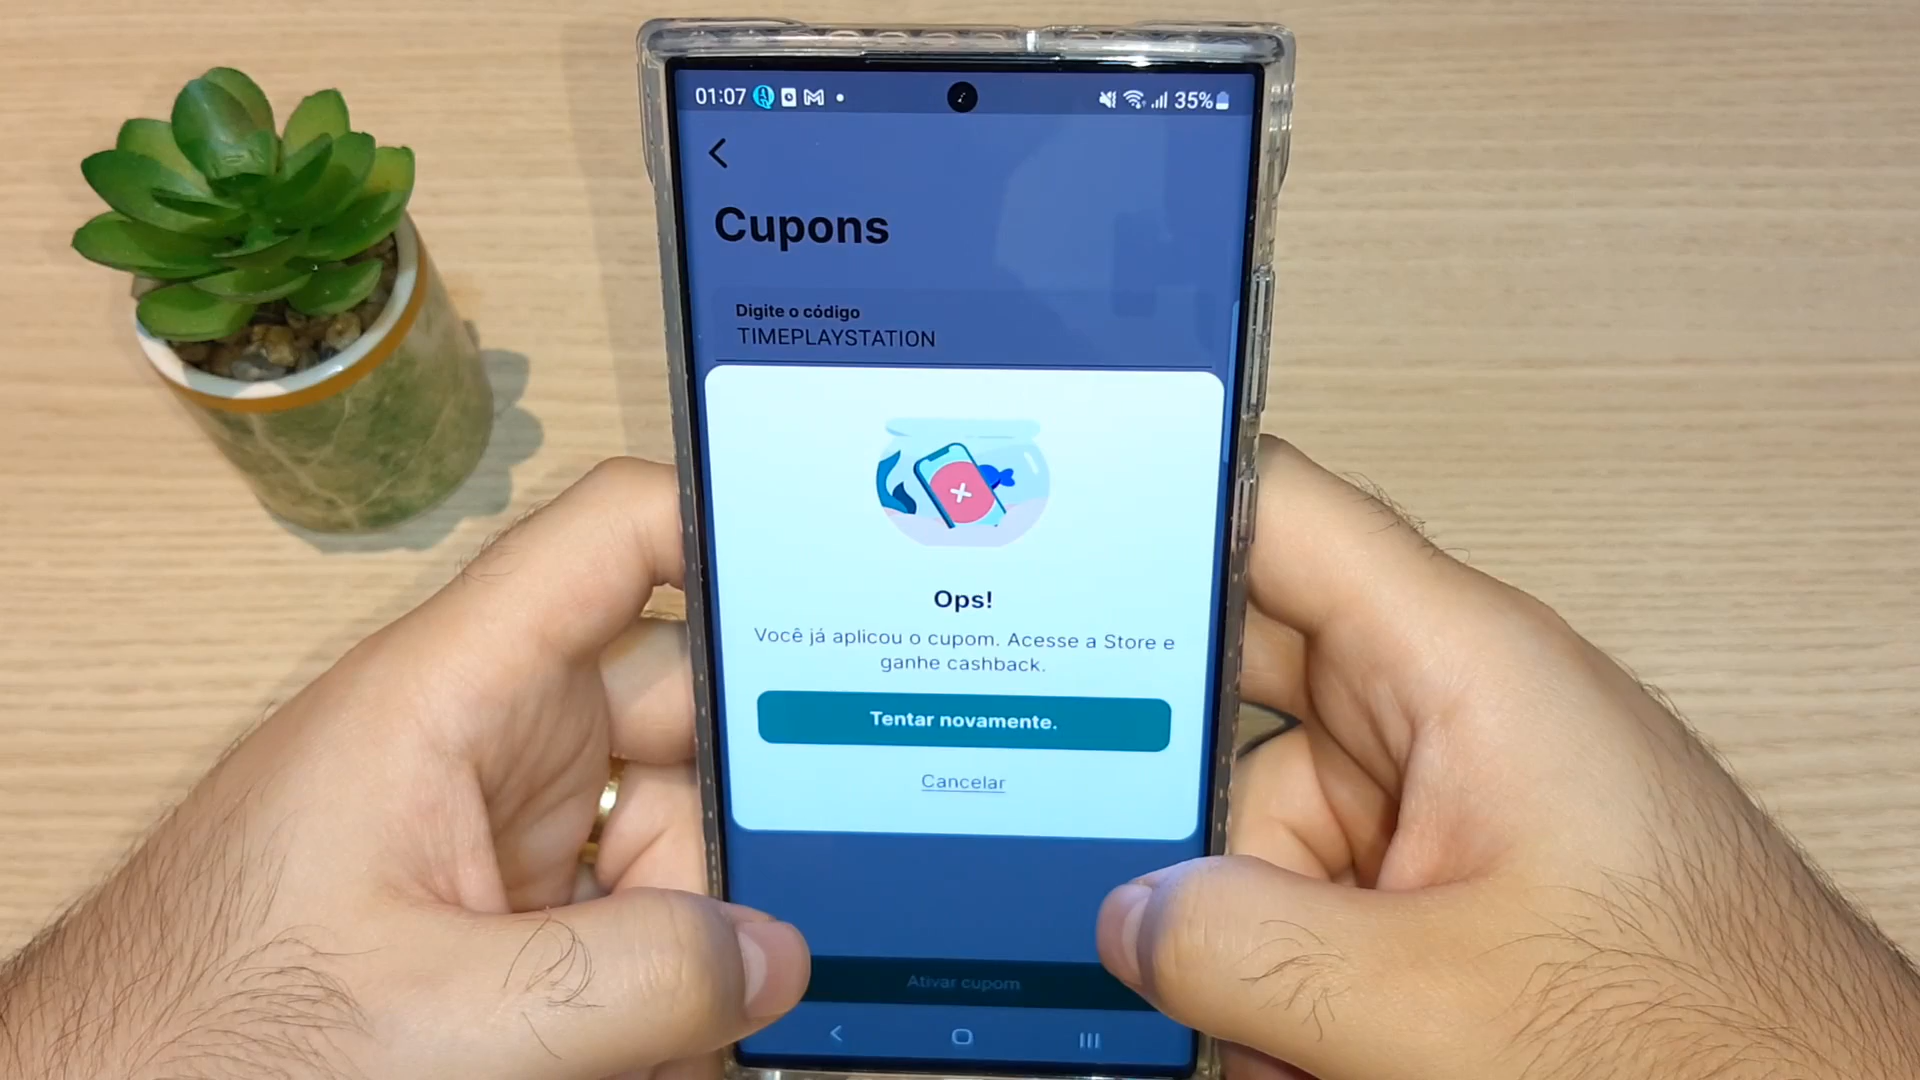 01:07 35%
Cupons
Digite o código
TIMEPLAYSTATION
Ops!
Você já aplicou o cupom. Acesse a Store e
ganhe cashback.
Tentar novamente.
Cancelar
Ativar cupom